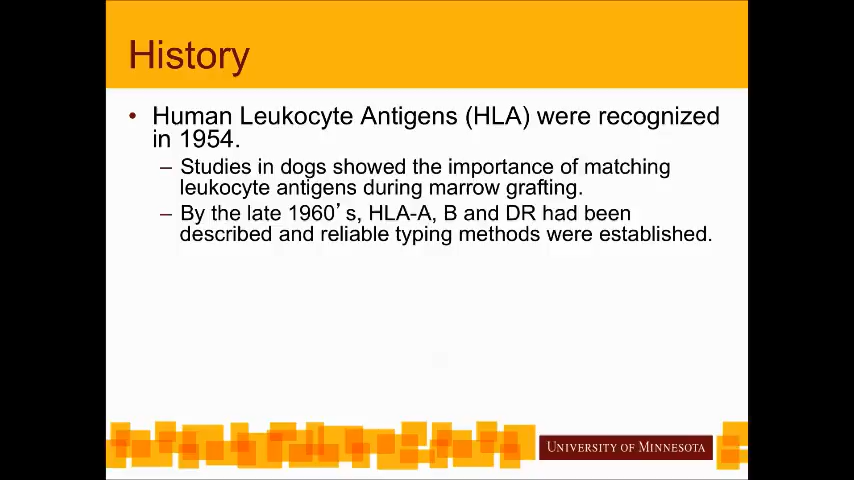 History
• Human Leukocyte Antigens (HLA) were recognized
in 1954.
– Studies in dogs showed the importance of matching
leukocyte antigens during marrow grafting.
– By the late 1960’s, HLA-A, B and DR had been
described and reliable typing methods were established.
UNIVERSITY OF MINNESOTA